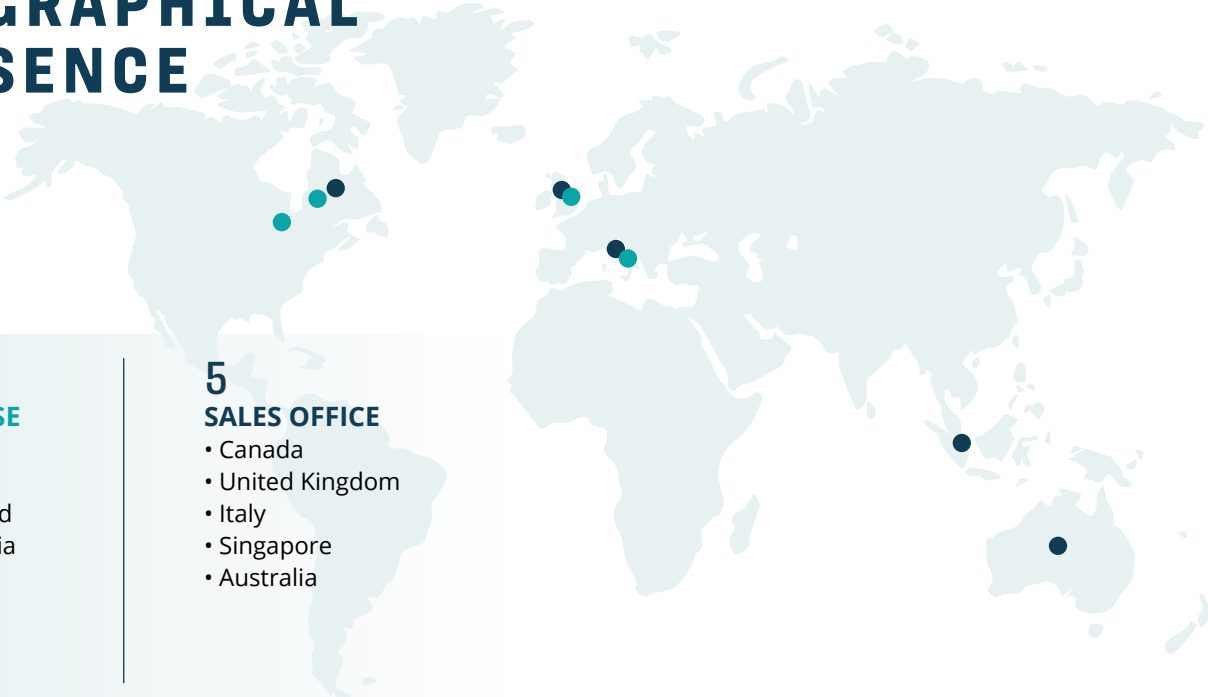 GRAPHICAL
SENCE
SE
d
ia
5
SALES OFFICE
• Canada
• United Kingdom
• Italy
• Singapore
• Australia